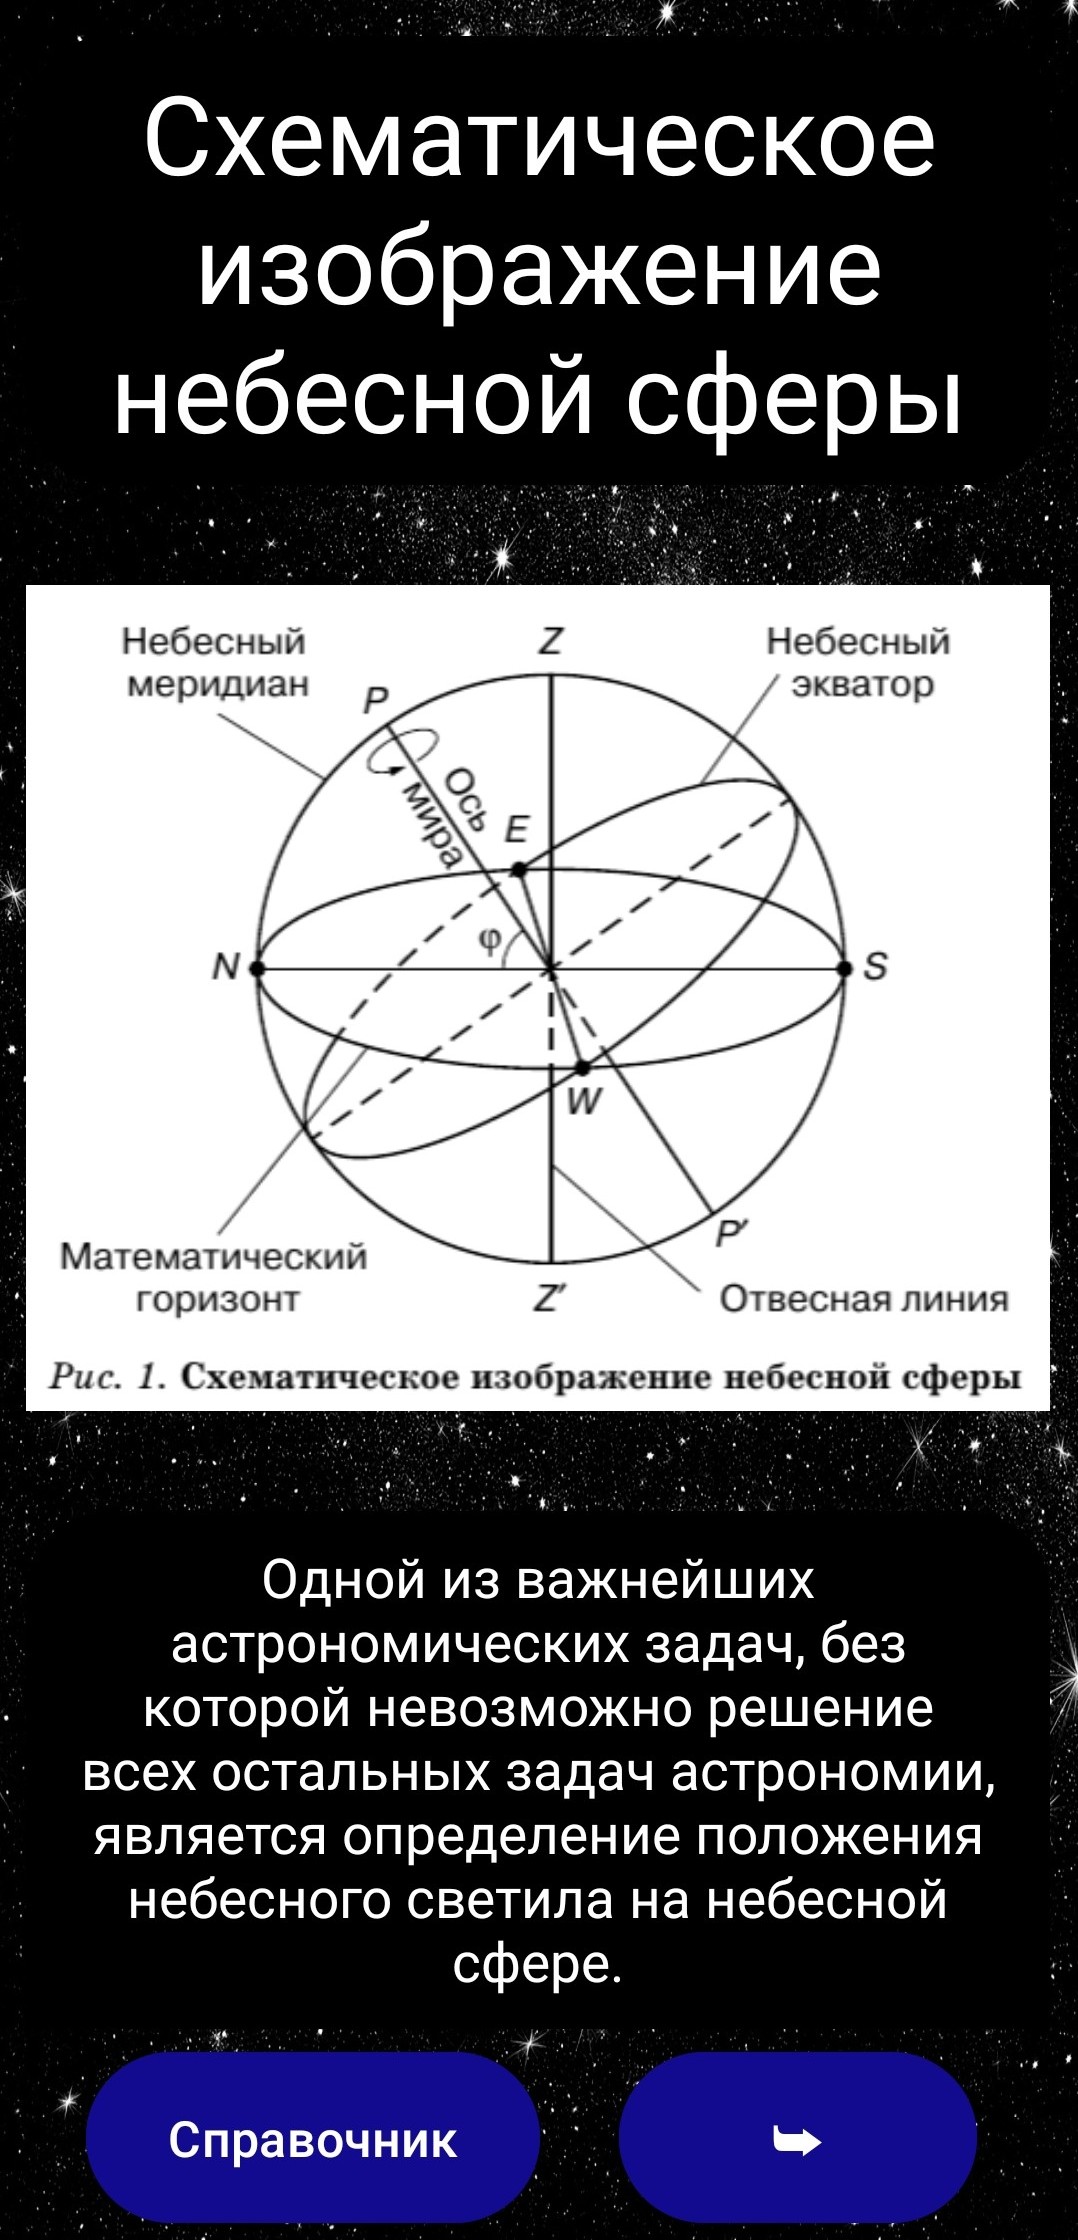 Схематическое
изображение
небесной сферы
Небесный
меридиан
Z
Небесный
экватор
P
Ось
мира
E
φ
N
S
W
P′
Математический
горизонт
Z′
Отвесная линия
Рис. 1. Схематическое изображение небесной сферы
Одной из важнейших
астрономических задач, без
которой невозможно решение
всех остальных задач астрономии,
является определение положения
небесного светила на небесной
сфере.
Справочник